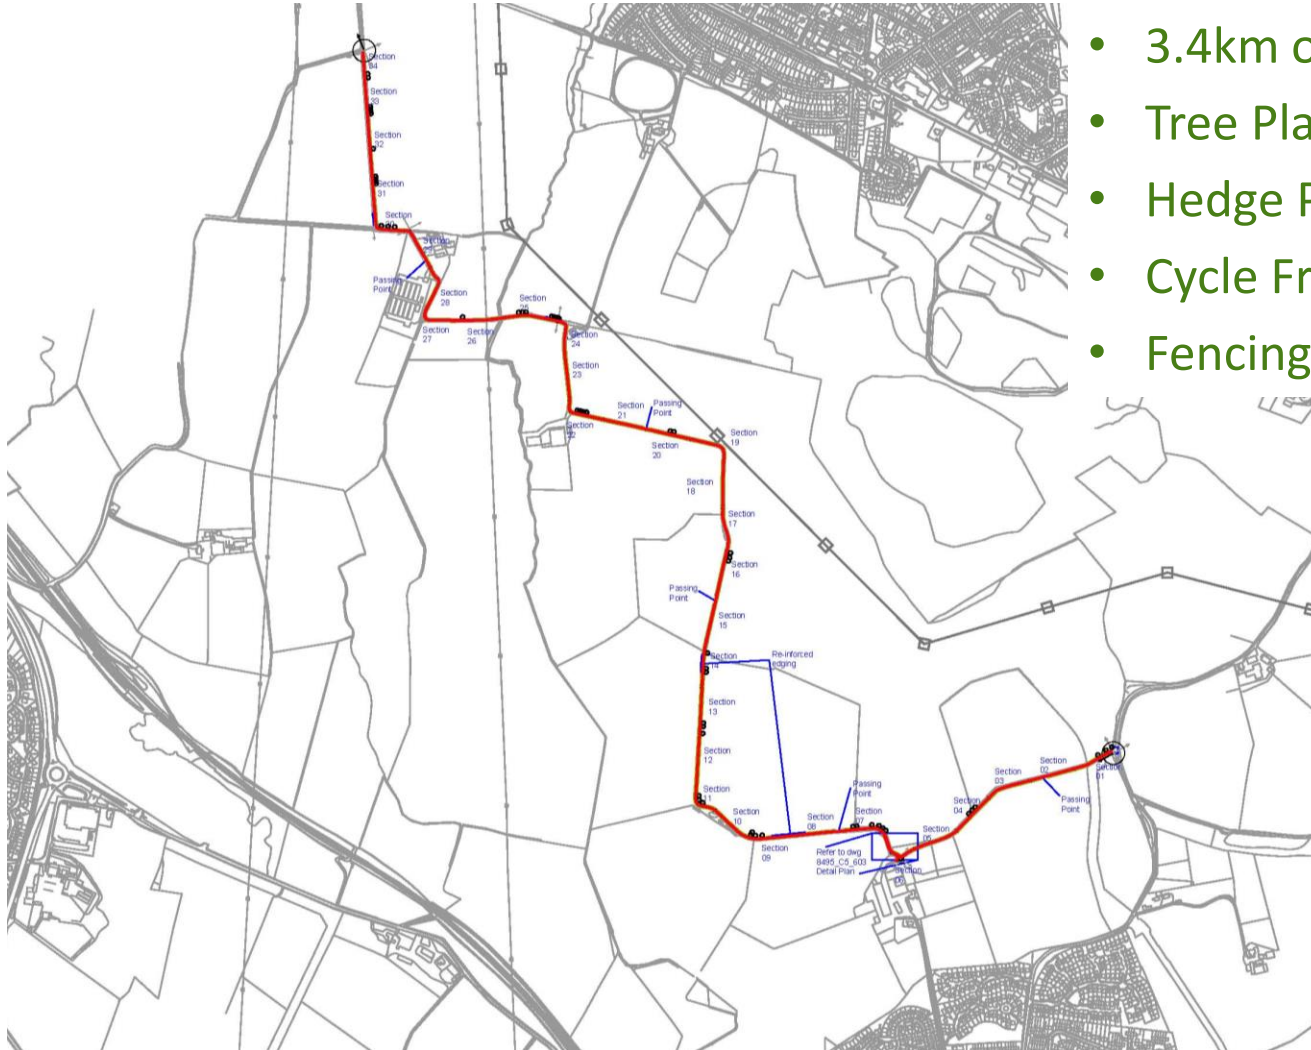 • 3.4km o
• Tree Pla
• Hedge P
• Cycle Fr
• Fencing
Section
34
Section
33
Section
32
Section
31
Section
Section
Passing
Point
Section
28
Section
27
Section
26
Section
25
Section
24
Section
23
Section
22
Section
21
Passing
Point
Section
20
Section
19
Section
18
Section
17
Section
16
Passing
Point
Section
15
Section
14
Re-inforced
edging
Section
13
Section
12
Section
11
Section
10
Section
09
Section
08
Passing
Point
Section
07
Refer to dwg
8495_C5_603
Detail Plan
Section
Section
05
Section
04
Section
03
Section
02
Passing
Point
Section
01